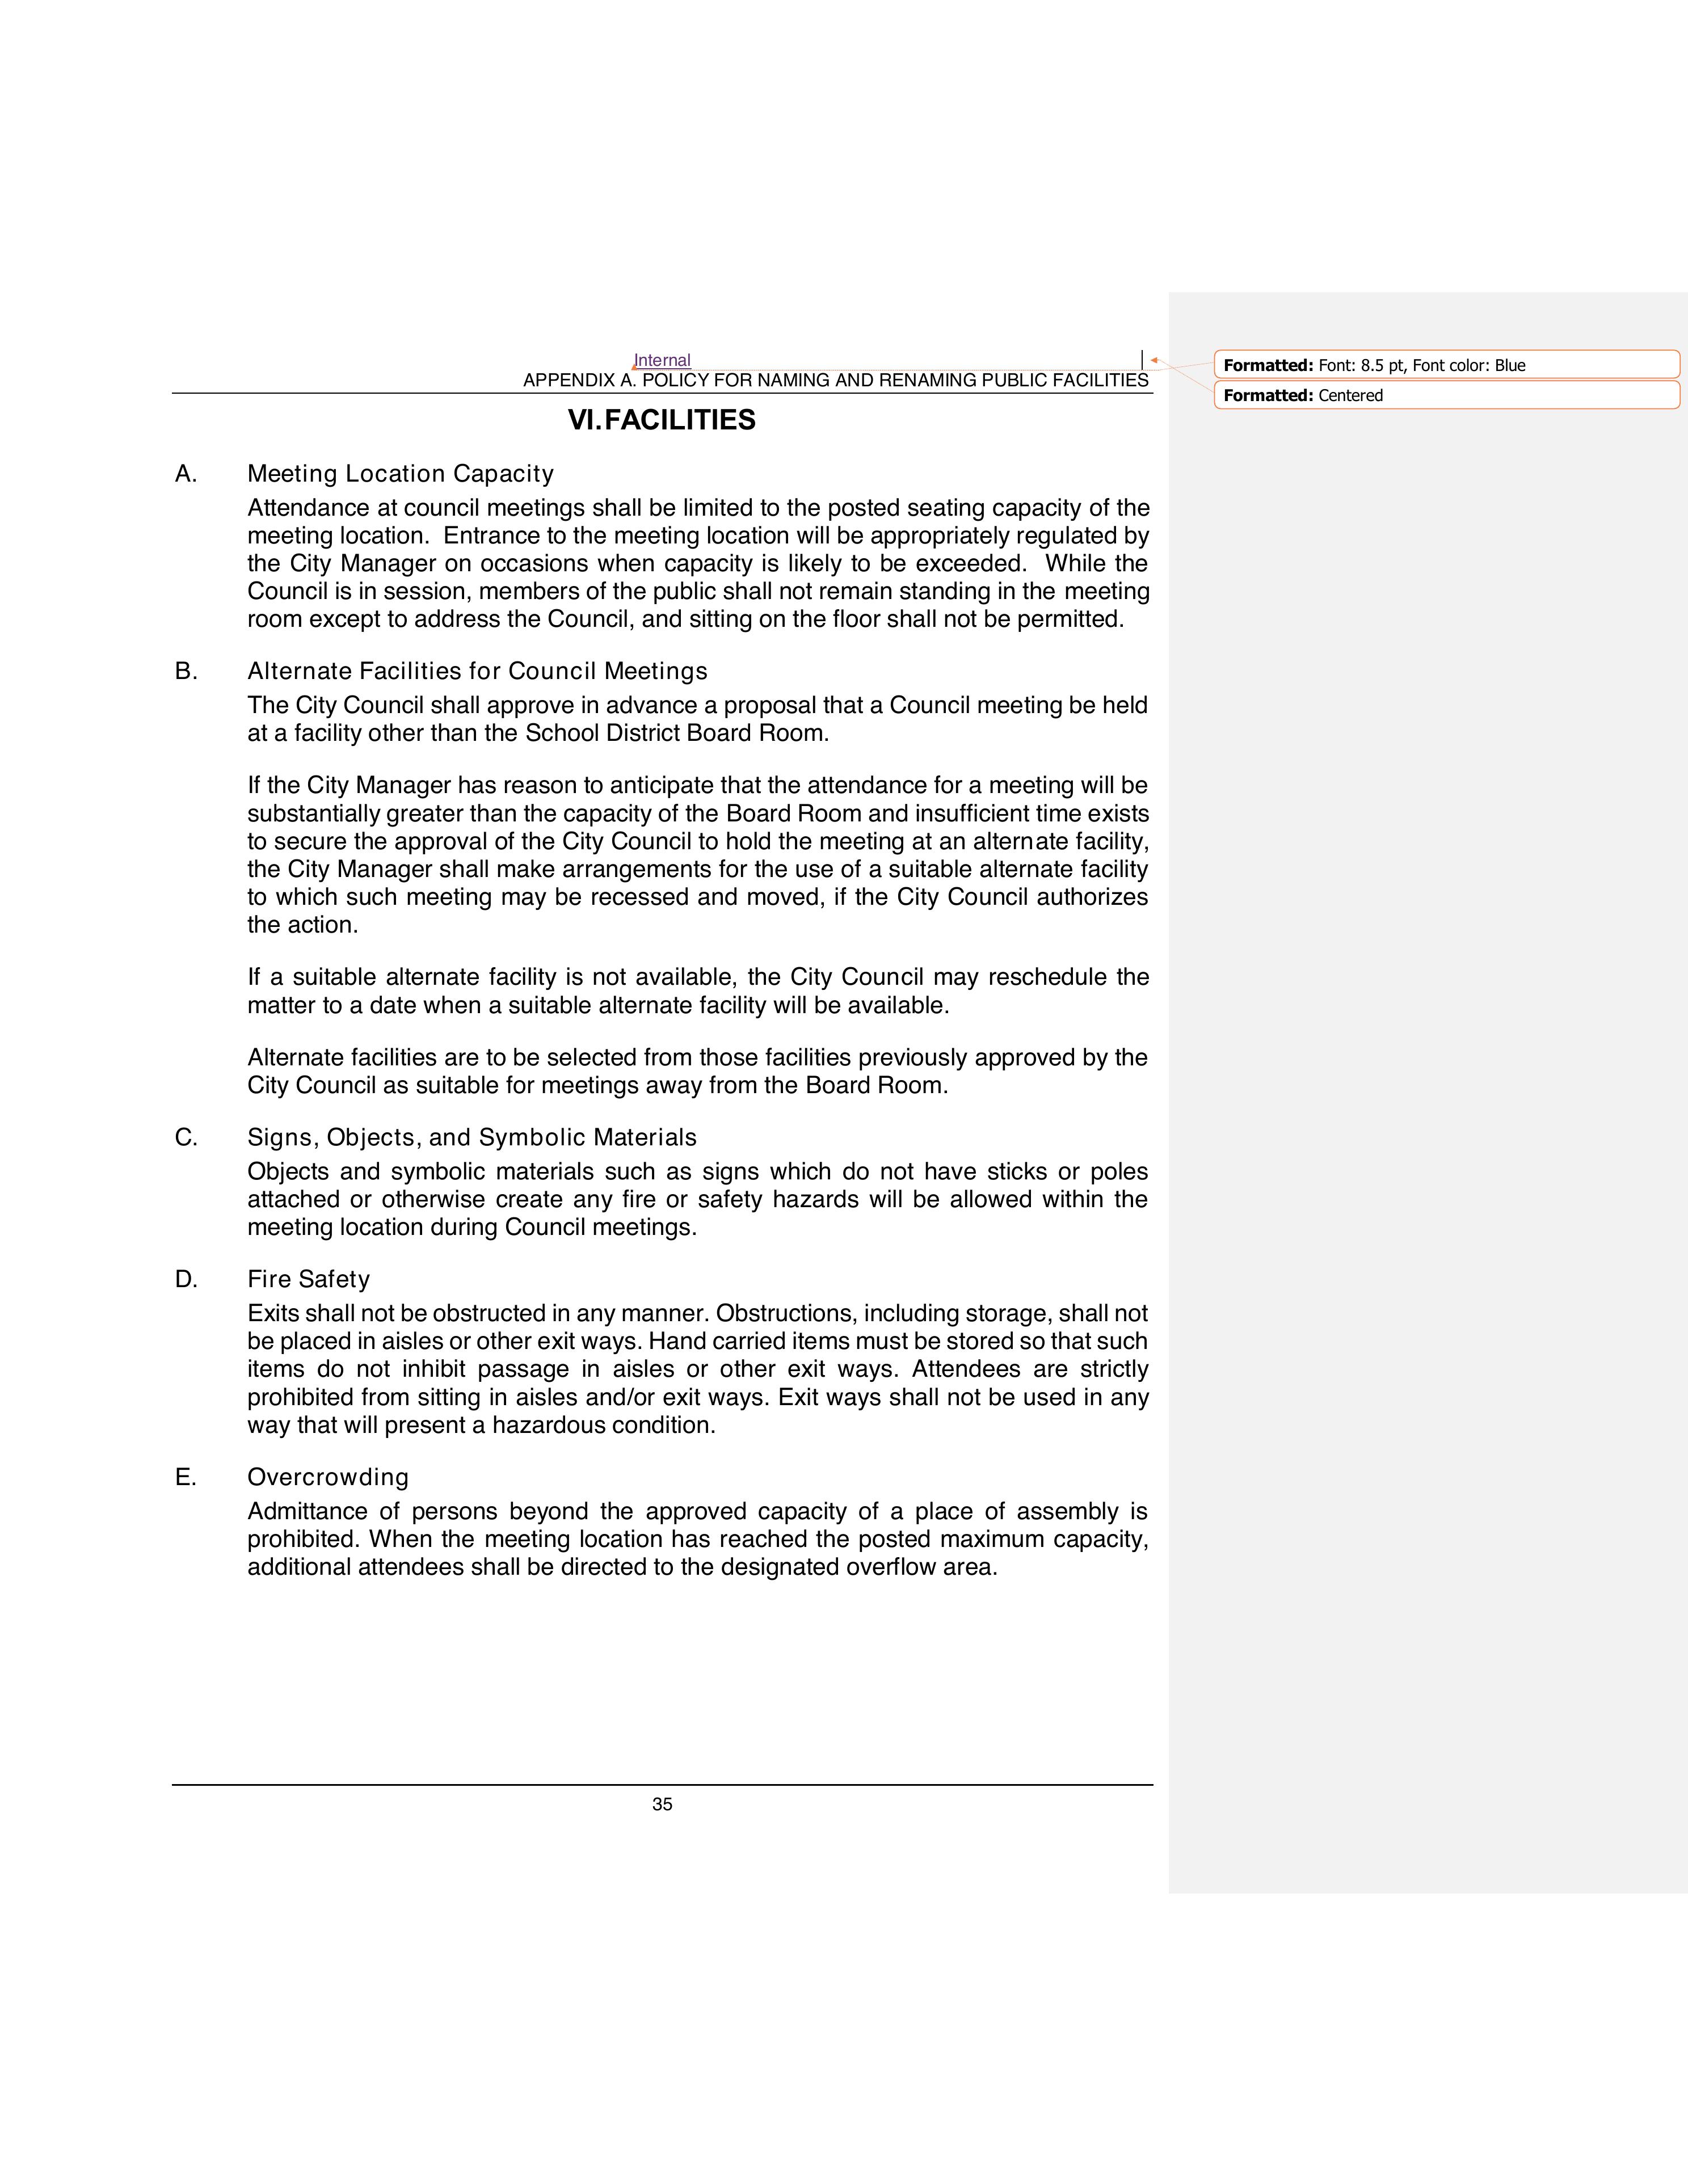 Internal
APPENDIX A. POLICY FOR NAMING AND RENAMING PUBLIC FACILITIES
Formatted: Font: 8.5 pt, Font color: Blue
Formatted: Centered
VI. FACILITIES
A. Meeting Location Capacity
Attendance at council meetings shall be limited to the posted seating capacity of the
meeting location.  Entrance to the meeting location will be appropriately regulated by
the City Manager on occasions when capacity is likely to be exceeded.  While the
Council is in session, members of the public shall not remain standing in the meeting
room except to address the Council, and sitting on the floor shall not be permitted.
B. Alternate Facilities for Council Meetings
The City Council shall approve in advance a proposal that a Council meeting be held
at a facility other than the School District Board Room.
If the City Manager has reason to anticipate that the attendance for a meeting will be
substantially greater than the capacity of the Board Room and insufficient time exists
to secure the approval of the City Council to hold the meeting at an alternate facility,
the City Manager shall make arrangements for the use of a suitable alternate facility
to which such meeting may be recessed and moved, if the City Council authorizes
the action.
If a suitable alternate facility is not available, the City Council may reschedule the
matter to a date when a suitable alternate facility will be available.
Alternate facilities are to be selected from those facilities previously approved by the
City Council as suitable for meetings away from the Board Room.
C. Signs, Objects, and Symbolic Materials
Objects and symbolic materials such as signs which do not have sticks or poles
attached or otherwise create any fire or safety hazards will be allowed within the
meeting location during Council meetings.
D. Fire Safety
Exits shall not be obstructed in any manner. Obstructions, including storage, shall not
be placed in aisles or other exit ways. Hand carried items must be stored so that such
items do not inhibit passage in aisles or other exit ways. Attendees are strictly
prohibited from sitting in aisles and/or exit ways. Exit ways shall not be used in any
way that will present a hazardous condition.
E. Overcrowding
Admittance of persons beyond the approved capacity of a place of assembly is
prohibited. When the meeting location has reached the posted maximum capacity,
additional attendees shall be directed to the designated overflow area.
35